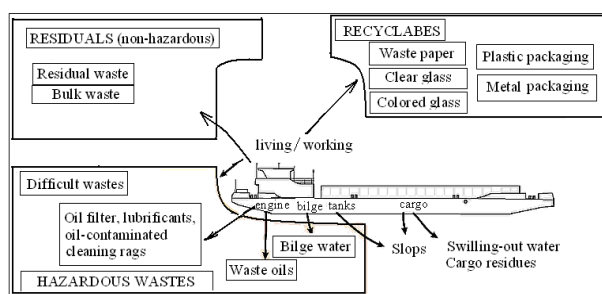 RESIDUALS (non-hazardous)
Residual waste
Bulk waste
RECYCLABES
Waste paper
Clear glass
Colored glass
Plastic packaging
Metal packaging
living/working
Difficult wastes
Oil filter, lubrificants,
oil-contaminated
cleaning rags
HAZARDOUS WASTES
engine
bilge
tanks
cargo
Waste oils
Bilge water
Slops
Swilling-out water
Cargo residues